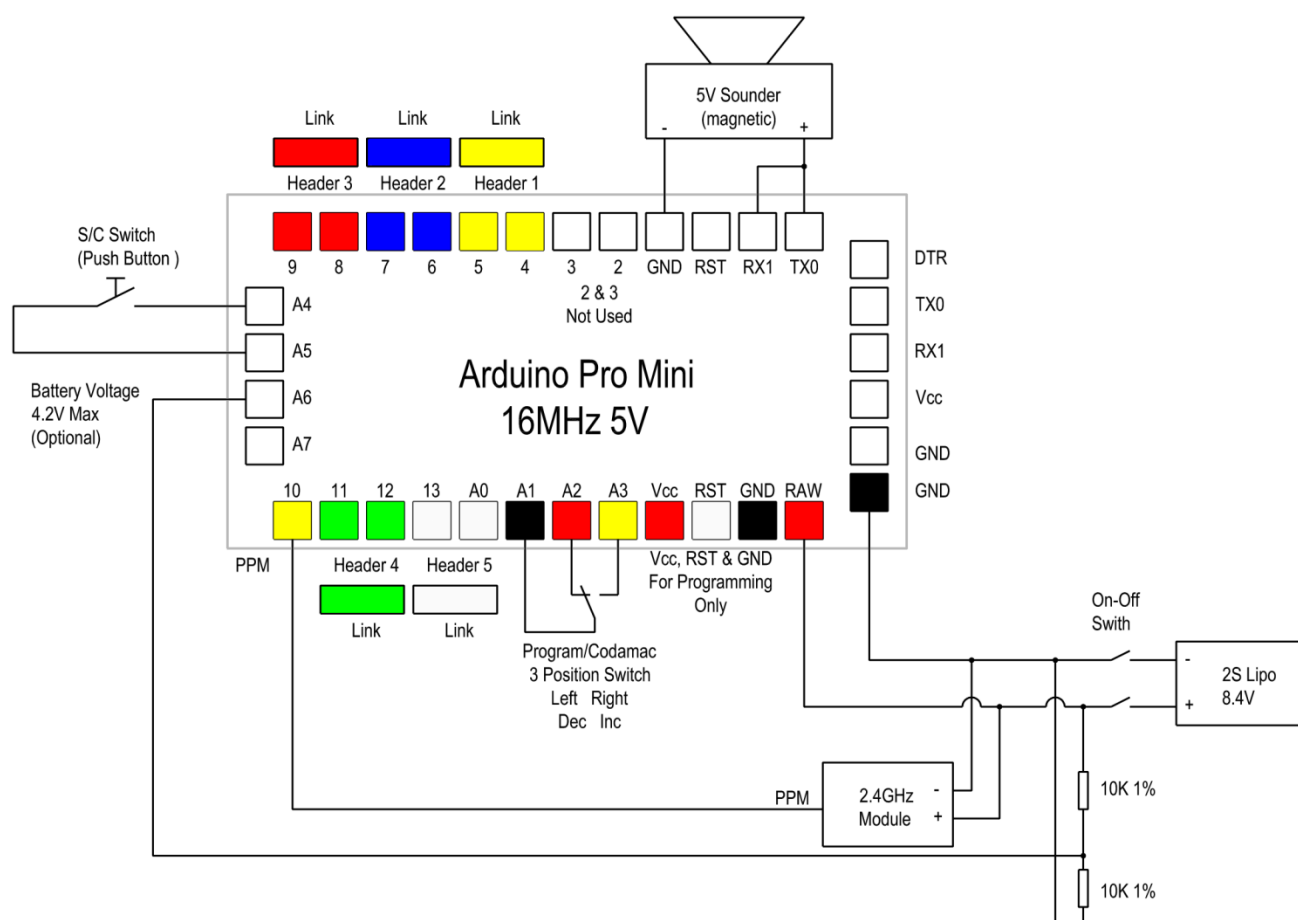 5V Sounder
(magnetic)
- +
Link Link Link
Header 3 Header 2 Header 1
S/C Switch
(Push Button )
9 8 7 6 5 4 3 2 GND RST RX1 TX0
2 & 3
Not Used
DTR
TX0
RX1
Vcc
GND
GND
A4
A5
A6
A7
Battery Voltage
4.2V Max
(Optional)
Arduino Pro Mini
16MHz 5V
10 11 12 13 A0 A1 A2 A3 Vcc RST GND RAW
PPM
Header 4 Header 5
Link Link
Vcc, RST & GND
For Programming
Only
Program/Codamac
3 Position Switch
Left Right
Dec Inc
On-Off
Swith
-
+
2S Lipo
8.4V
PPM
2.4GHz
Module
-
+
10K 1%
10K 1%